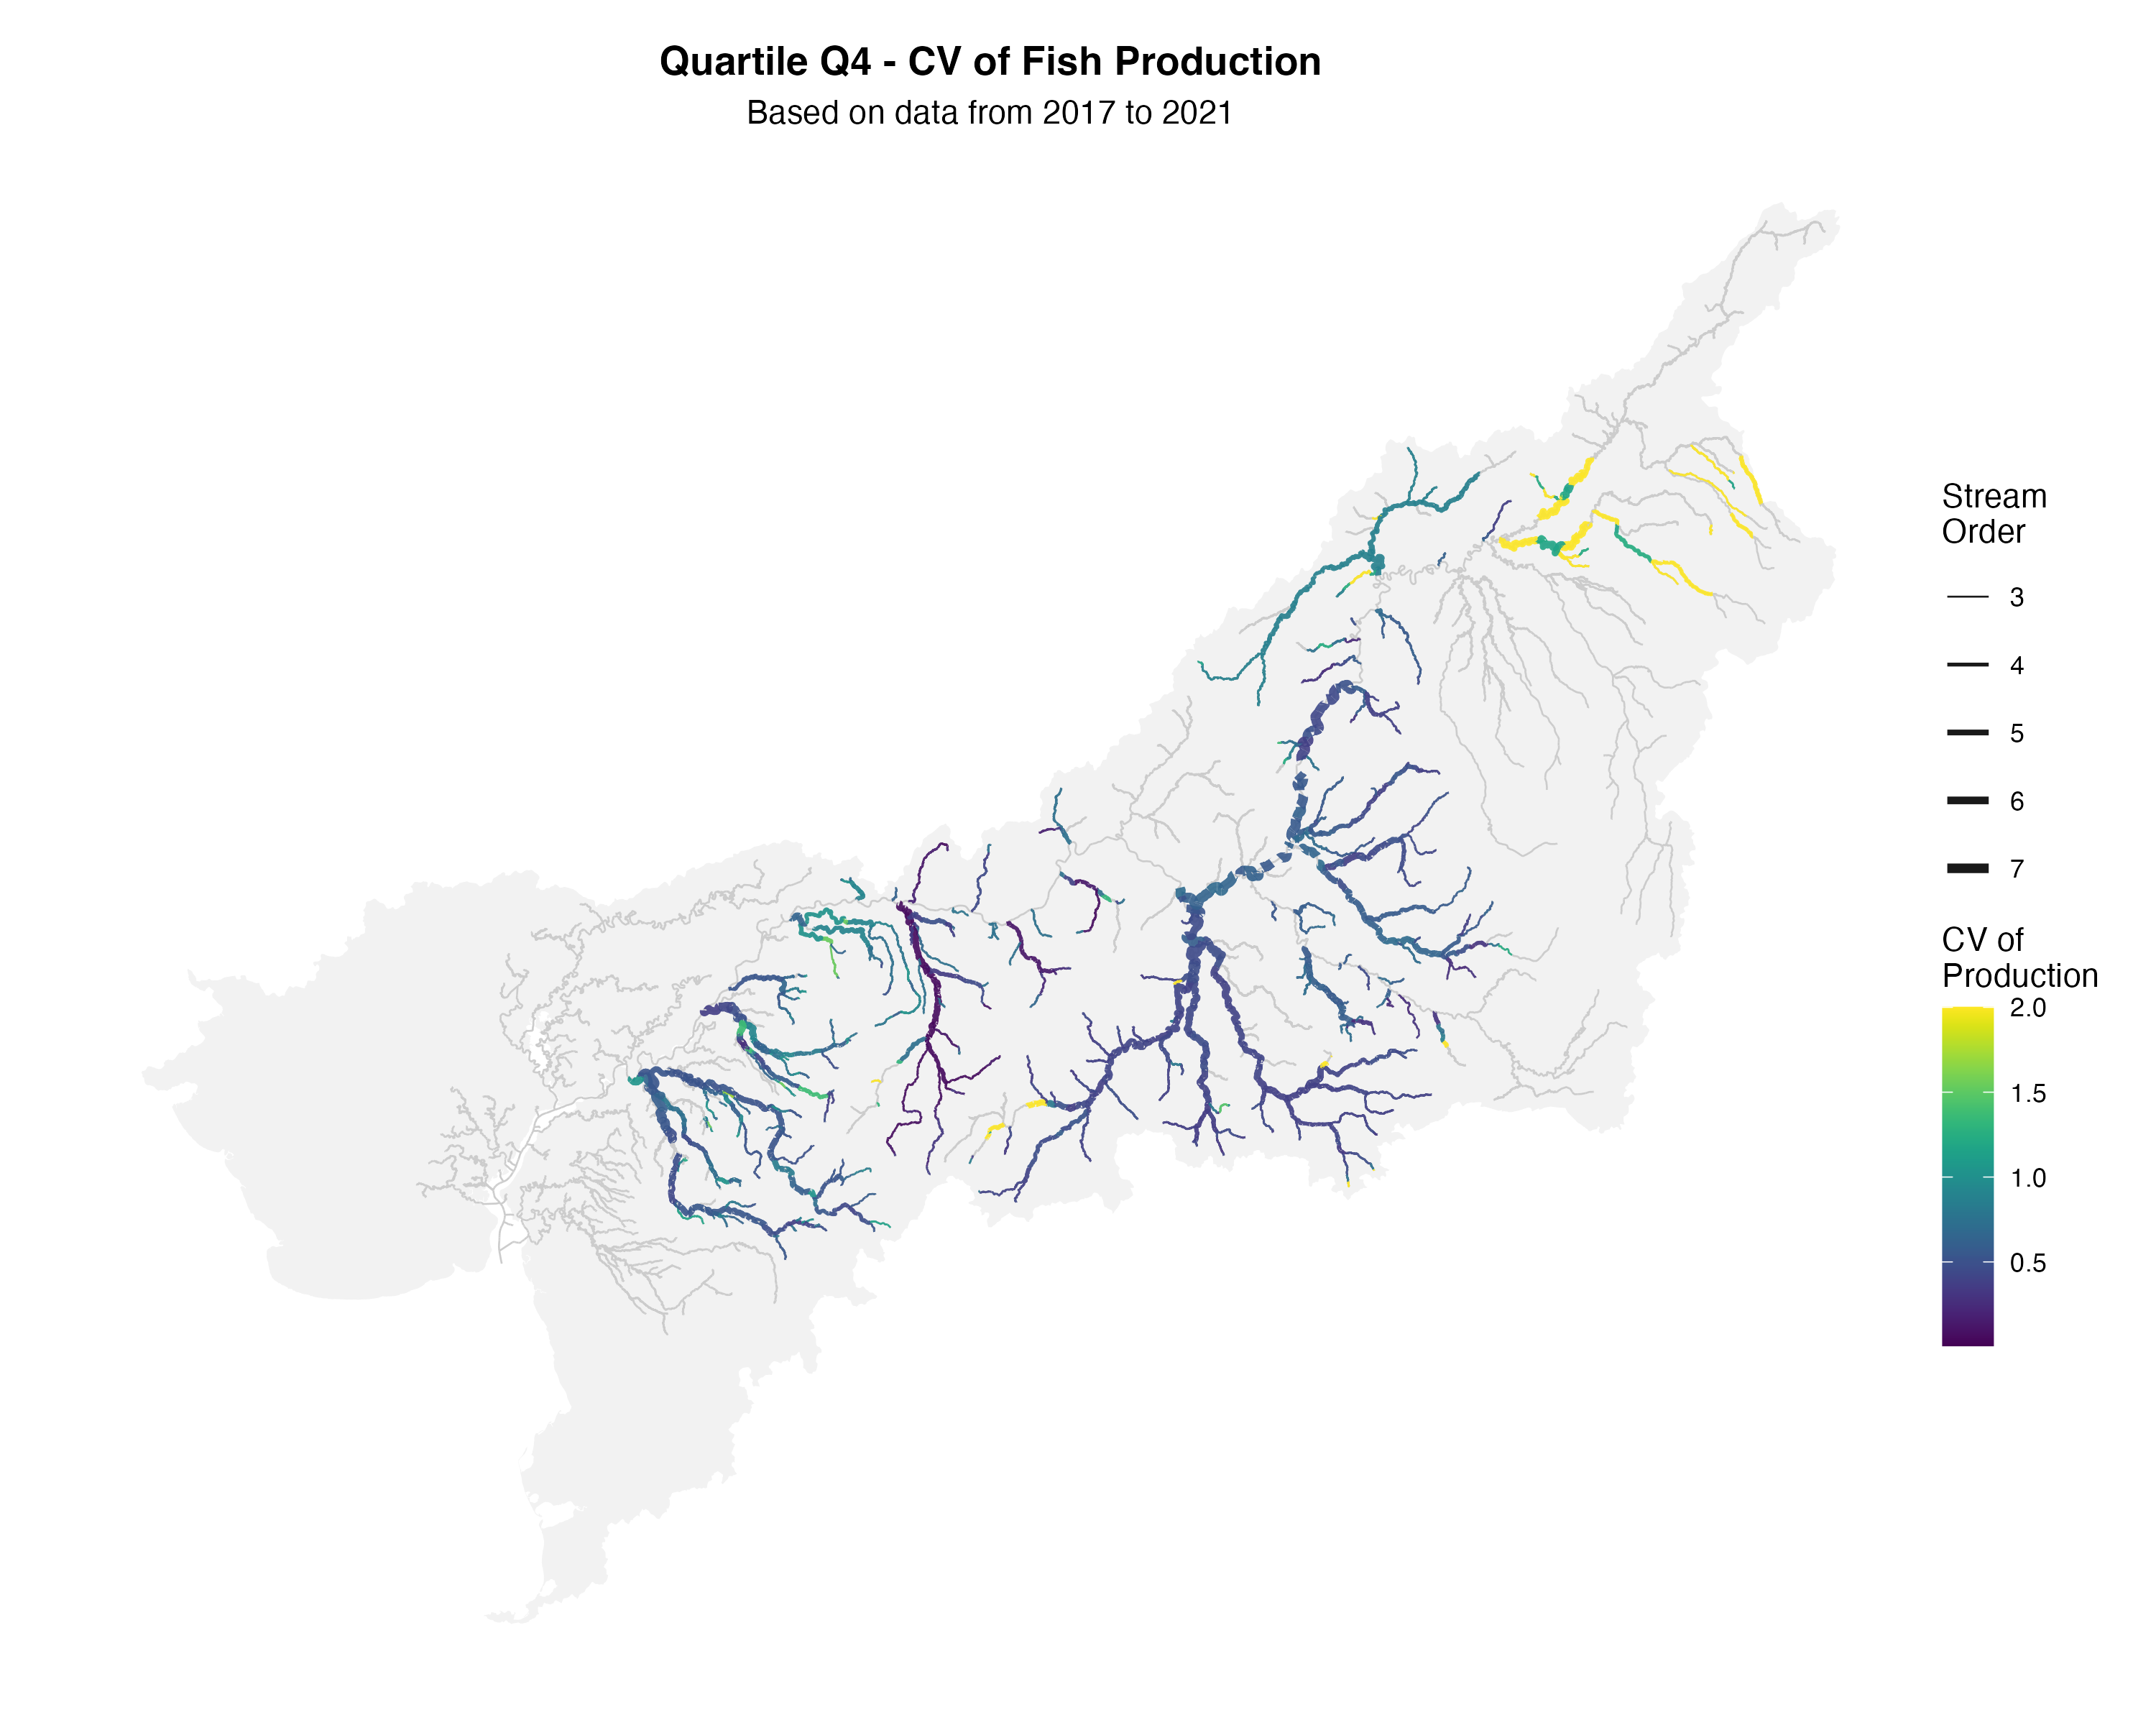 Quartile Q4 - CV of Fish Production
Based on data from 2017 to 2021
Stream
Order
3
4
5
6
7
CV of
Production
2.0
1.5
1.0
0.5